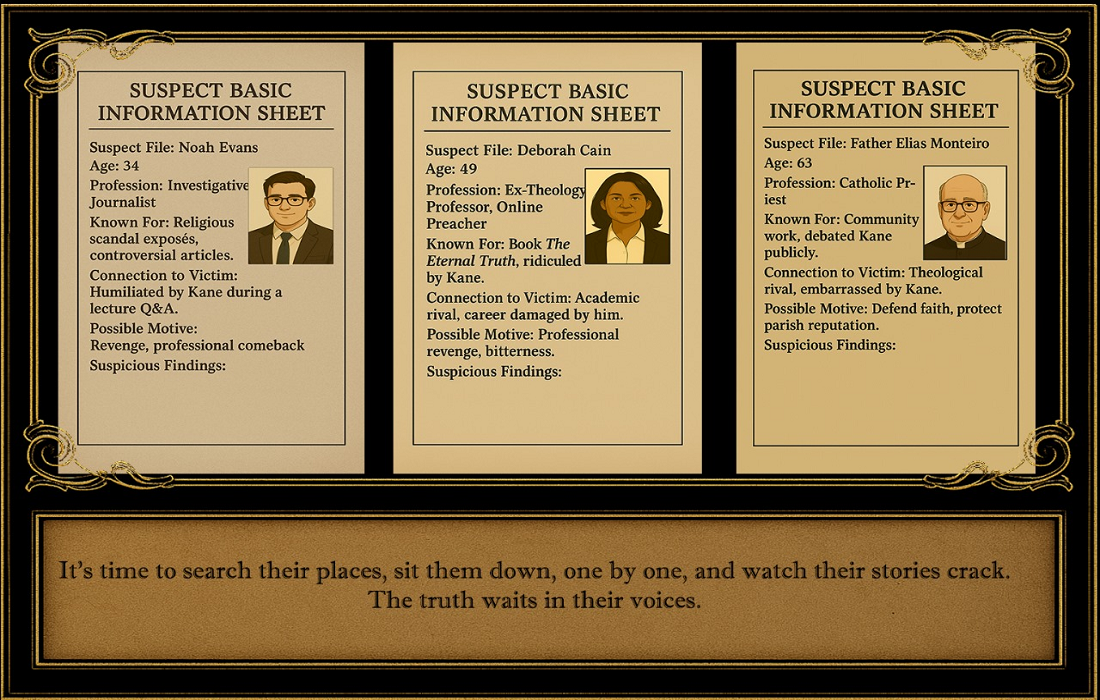 SUSPECT BASIC
INFORMATION SHEET
Suspect File: Noah Evans
Age: 34
Profession: Investigative
Journalist
Known For: Religious
scandal exposés,
controversial articles.
Connection to Victim:
Humiliated by Kane during a
lecture Q&A.
Possible Motive:
Revenge, professional comeback
Suspicious Findings:
SUSPECT BASIC
INFORMATION SHEET
Suspect File: Deborah Cain
Age: 49
Profession: Ex-Theology
Professor, Online
Preacher
Known For: Book The
Eternal Truth, ridiculed
by Kane.
Connection to Victim: Academic
rival, career damaged by him.
Possible Motive: Professional
revenge, bitterness.
Suspicious Findings:
SUSPECT BASIC
INFORMATION SHEET
Suspect File: Father Elias Monteiro
Age: 63
Profession: Catholic Pr-
iest
Known For: Community
work, debated Kane
publicly.
Connection to Victim: Theological
rival, embarrassed by Kane.
Possible Motive: Defend faith, protect
parish reputation.
Suspicious Findings:
It's time to search their places, sit them down, one by one, and watch their stories crack.
The truth waits in their voices.